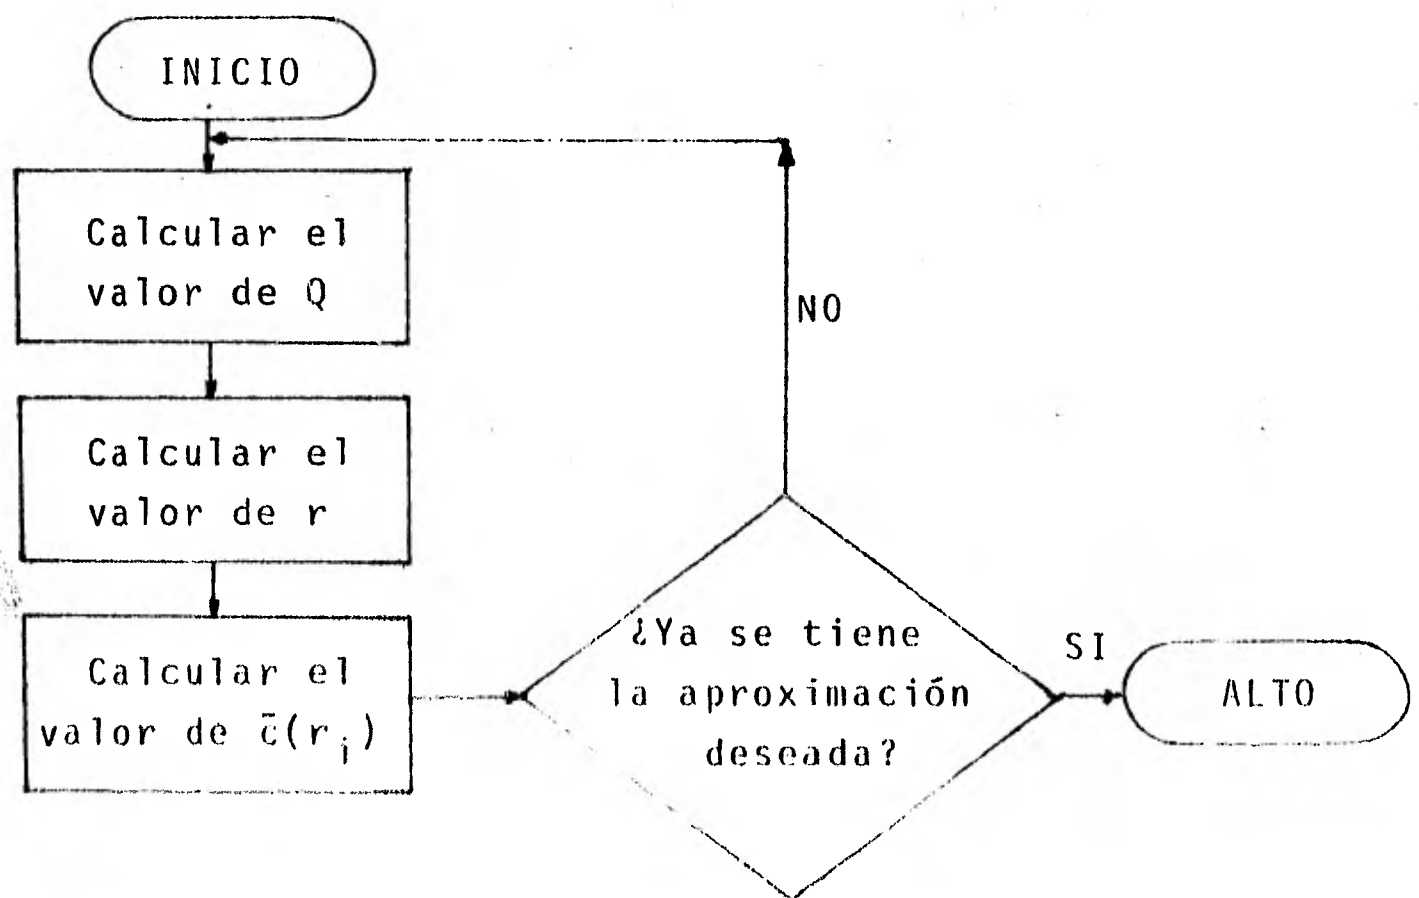 INICIO
Calcular el
valor de Q
Calcular el
valor de r
Calcular el
valor de c̄(r_i)
¿Ya se tiene
la aproximación
deseada?
NO
SI
ALTO